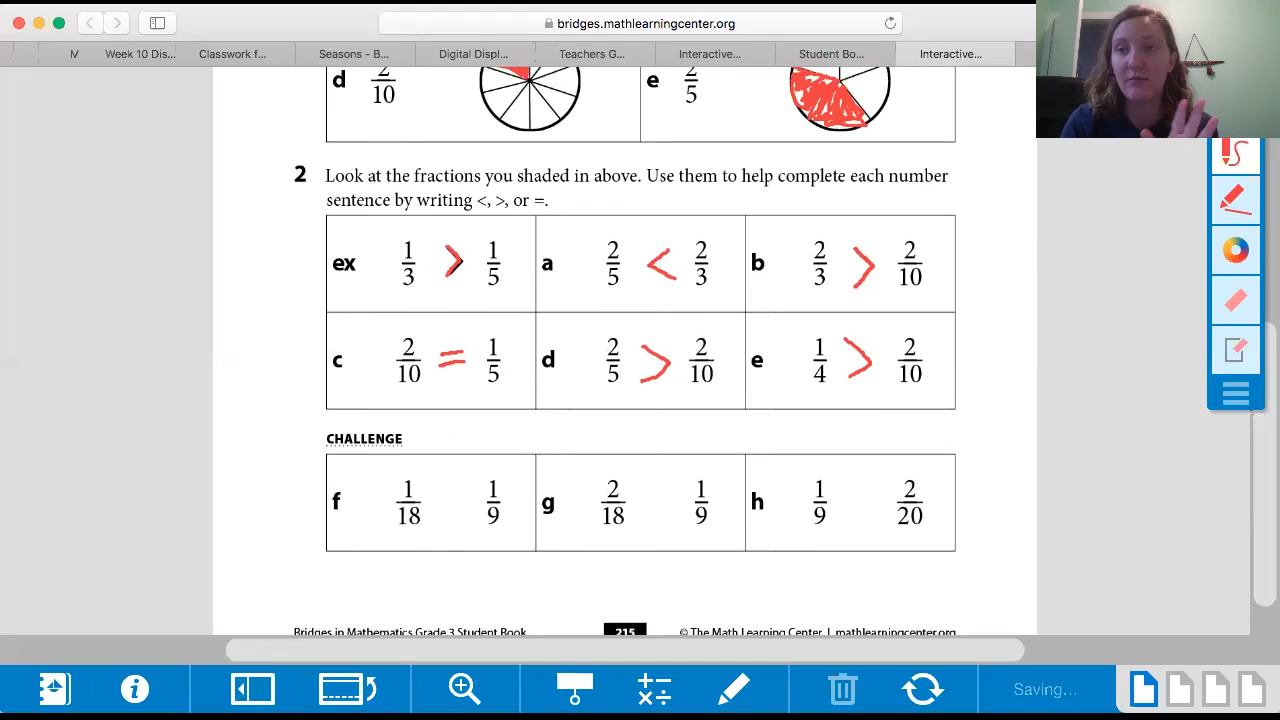 bridges.mathlearningcenter.org
Week 10 Dis... Classwork f... Seasons - B... Digital Displ... Teachers G... Interactive... Student Bo... Interactive...
d 2/10 e 2/5
2 Look at the fractions you shaded in above. Use them to help complete each number
sentence by writing <, >, or =.
ex 1/3 > 1/5 a 2/5 < 2/3 b 2/3 > 2/10
c 2/10 = 1/5 d 2/5 > 2/10 e 1/4 > 2/10
CHALLENGE
f 1/18 1/9 g 2/18 1/9 h 1/9 2/20
Bridges in Mathematics Grade 3 Student Book 215 © The Math Learning Center | mathlearningcenter.org
Saving...